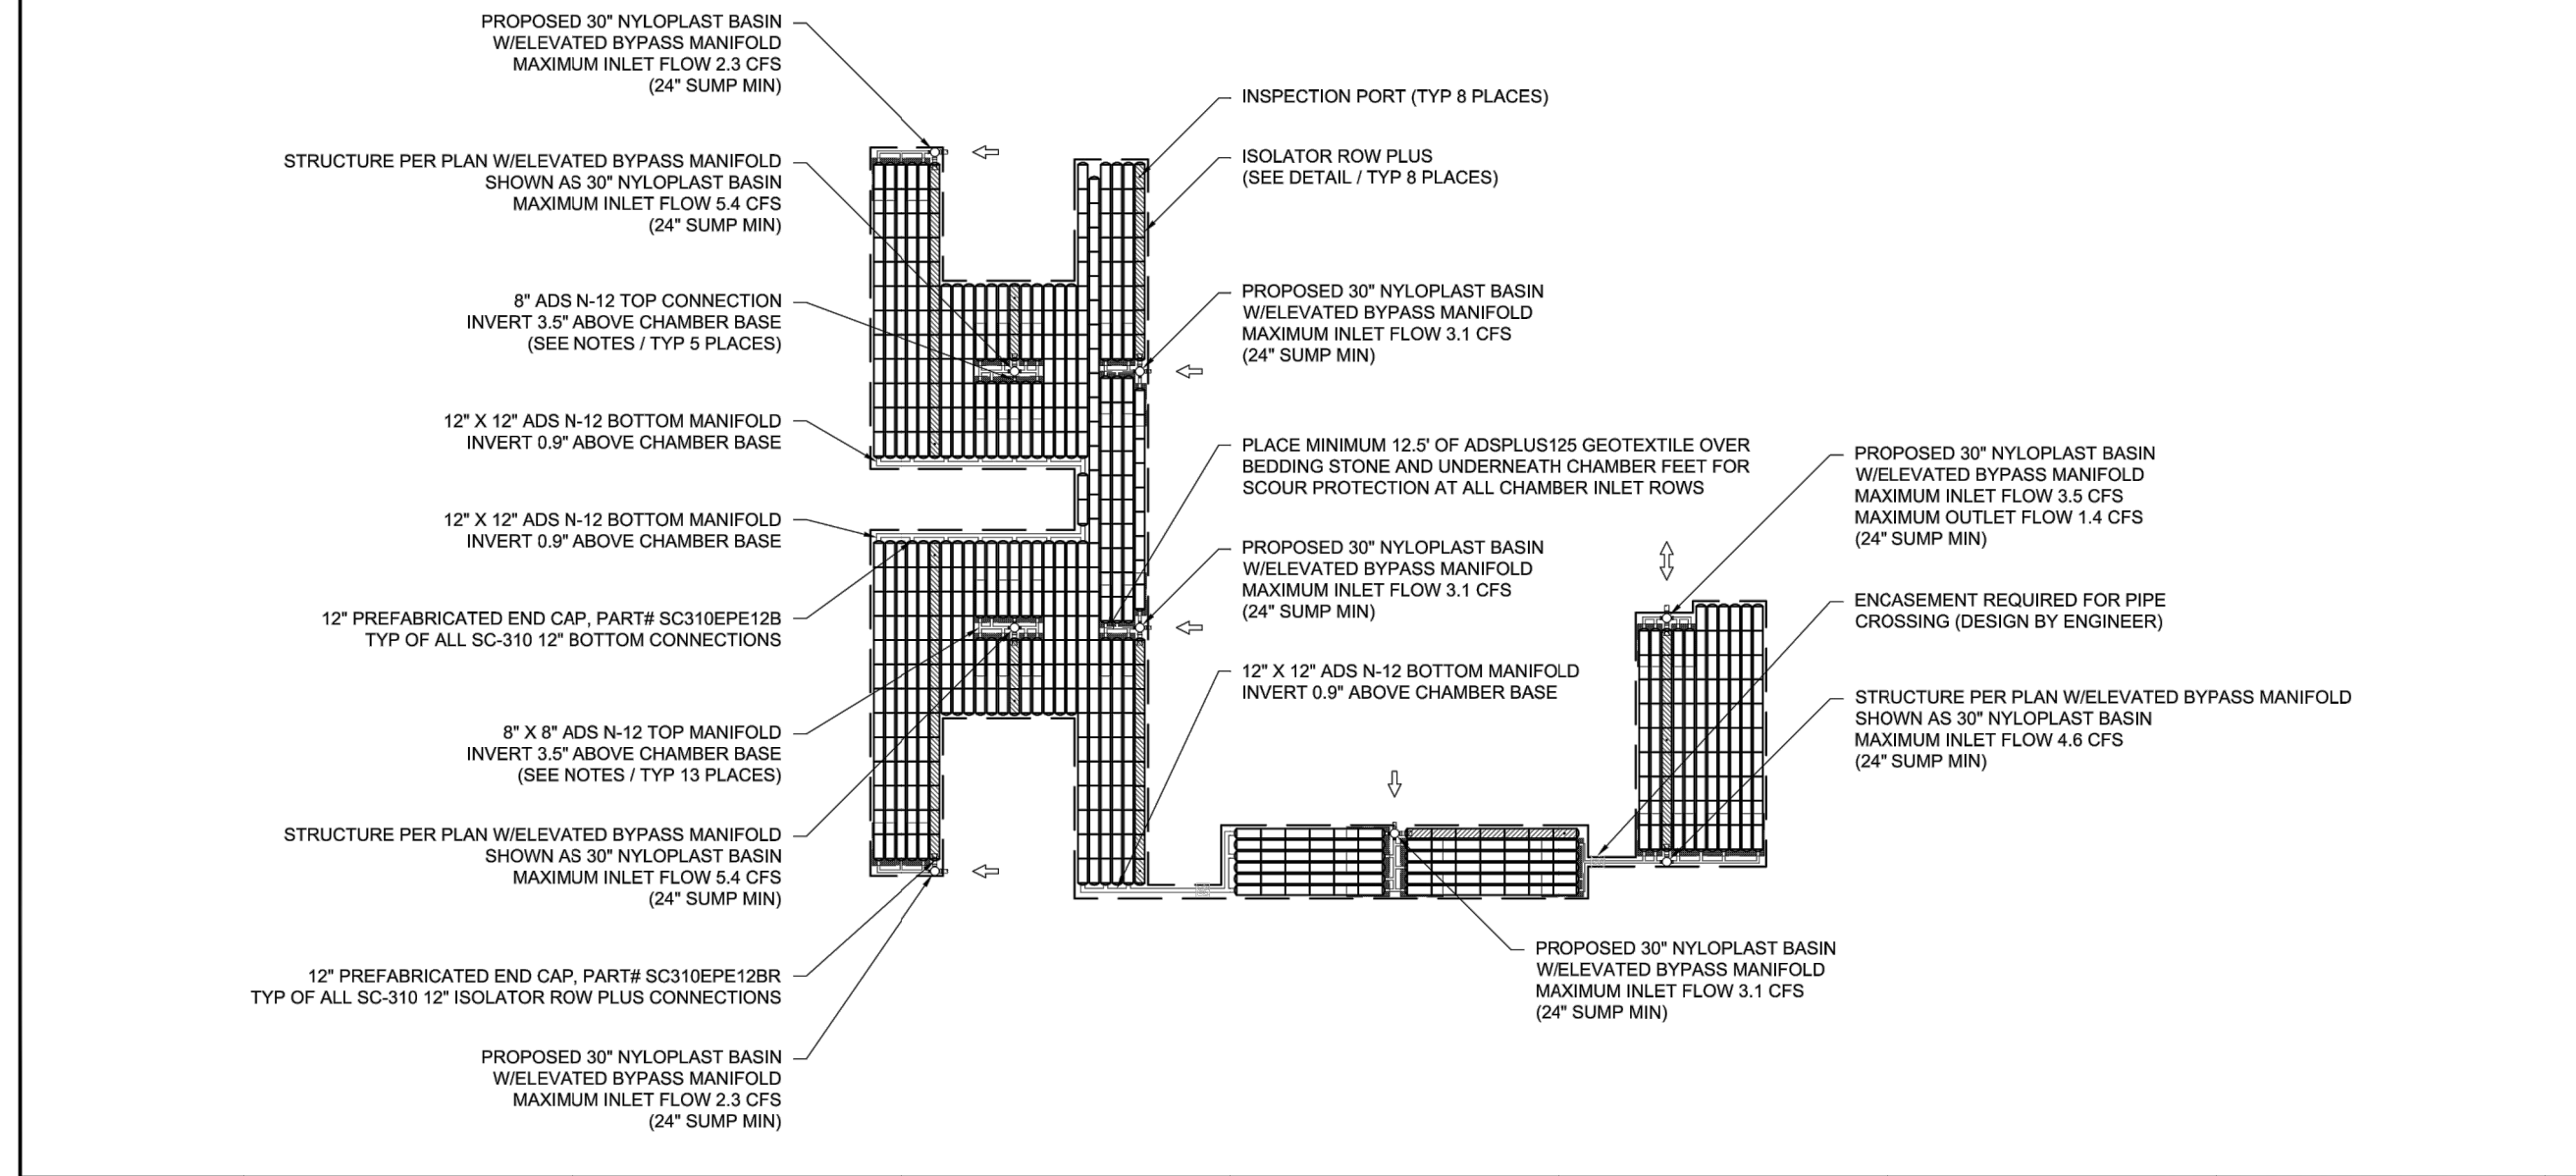 PROPOSED 30" NYLOPLAST BASIN
W/ELEVATED BYPASS MANIFOLD
MAXIMUM INLET FLOW 2.3 CFS
(24" SUMP MIN)
STRUCTURE PER PLAN W/ELEVATED BYPASS MANIFOLD
SHOWN AS 30" NYLOPLAST BASIN
MAXIMUM INLET FLOW 5.4 CFS
(24" SUMP MIN)
8" ADS N-12 TOP CONNECTION
INVERT 3.5" ABOVE CHAMBER BASE
(SEE NOTES / TYP 5 PLACES)
12" X 12" ADS N-12 BOTTOM MANIFOLD
INVERT 0.9" ABOVE CHAMBER BASE
12" X 12" ADS N-12 BOTTOM MANIFOLD
INVERT 0.9" ABOVE CHAMBER BASE
12" PREFABRICATED END CAP, PART# SC310EPE12B
TYP OF ALL SC-310 12" BOTTOM CONNECTIONS
8" X 8" ADS N-12 TOP MANIFOLD
INVERT 3.5" ABOVE CHAMBER BASE
(SEE NOTES / TYP 13 PLACES)
STRUCTURE PER PLAN W/ELEVATED BYPASS MANIFOLD
SHOWN AS 30" NYLOPLAST BASIN
MAXIMUM INLET FLOW 5.4 CFS
(24" SUMP MIN)
12" PREFABRICATED END CAP, PART# SC310EPE12BR
TYP OF ALL SC-310 12" ISOLATOR ROW PLUS CONNECTIONS
PROPOSED 30" NYLOPLAST BASIN
W/ELEVATED BYPASS MANIFOLD
MAXIMUM INLET FLOW 2.3 CFS
(24" SUMP MIN)
INSPECTION PORT (TYP 8 PLACES)
ISOLATOR ROW PLUS
(SEE DETAIL / TYP 8 PLACES)
PROPOSED 30" NYLOPLAST BASIN
W/ELEVATED BYPASS MANIFOLD
MAXIMUM INLET FLOW 3.1 CFS
(24" SUMP MIN)
PLACE MINIMUM 12.5' OF ADSPLUS125 GEOTEXTILE OVER
BEDDING STONE AND UNDERNEATH CHAMBER FEET FOR
SCOUR PROTECTION AT ALL CHAMBER INLET ROWS
PROPOSED 30" NYLOPLAST BASIN
W/ELEVATED BYPASS MANIFOLD
MAXIMUM INLET FLOW 3.1 CFS
(24" SUMP MIN)
12" X 12" ADS N-12 BOTTOM MANIFOLD
INVERT 0.9" ABOVE CHAMBER BASE
PROPOSED 30" NYLOPLAST BASIN
W/ELEVATED BYPASS MANIFOLD
MAXIMUM INLET FLOW 3.1 CFS
(24" SUMP MIN)
PROPOSED 30" NYLOPLAST BASIN
W/ELEVATED BYPASS MANIFOLD
MAXIMUM INLET FLOW 3.5 CFS
MAXIMUM OUTLET FLOW 1.4 CFS
(24" SUMP MIN)
ENCASEMENT REQUIRED FOR PIPE
CROSSING (DESIGN BY ENGINEER)
STRUCTURE PER PLAN W/ELEVATED BYPASS MANIFOLD
SHOWN AS 30" NYLOPLAST BASIN
MAXIMUM INLET FLOW 4.6 CFS
(24" SUMP MIN)